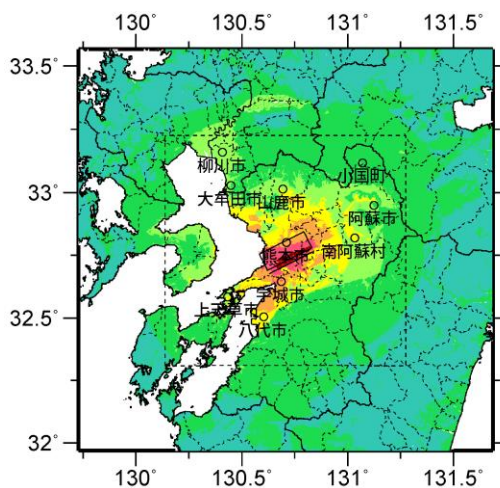 130° 130.5° 131° 131.5°
33.5°
33°
32.5°
32°
柳川市
小国町
大牟田市
山鹿市
阿蘇市
熊本市
南阿蘇村
宇城市
上天草市
八代市
130° 130.5° 131° 131.5°